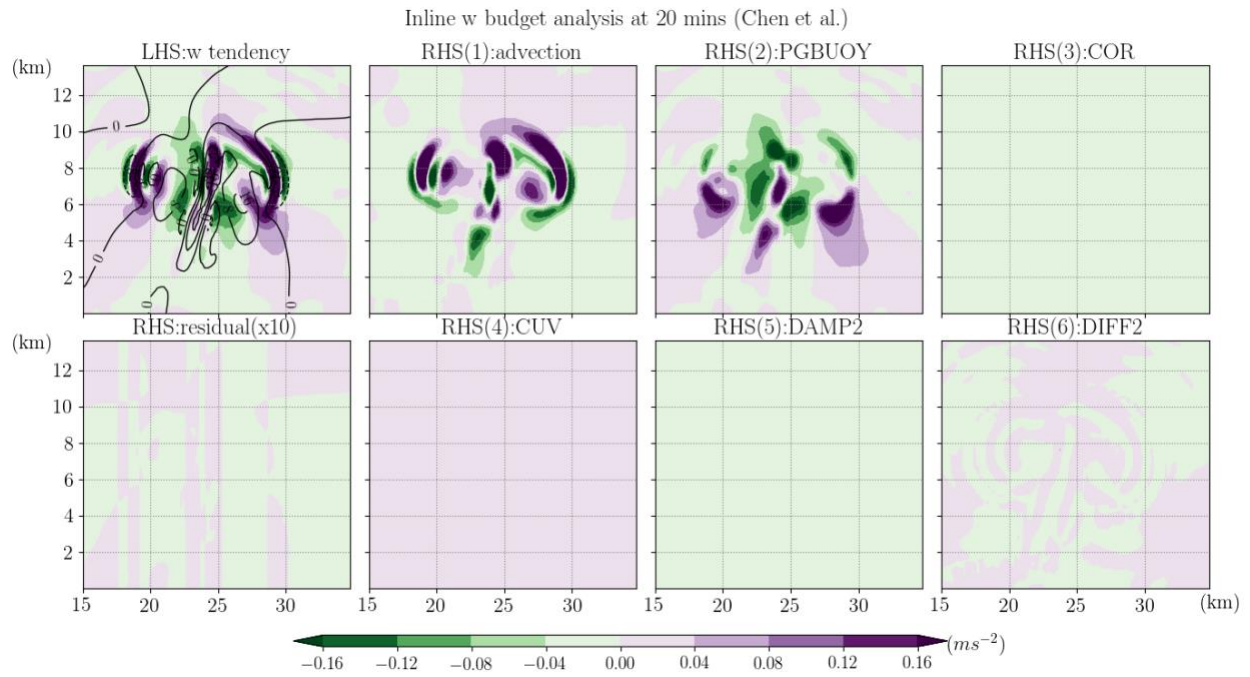 Inline w budget analysis at 20 mins (Chen et al.)
LHS:w tendency RHS(1):advection RHS(2):PGBUOY RHS(3):COR
(km)
12
10
8
6
4
2
0
0
0
0
RHS:residual(x10) RHS(4):CUV RHS(5):DAMP2 RHS(6):DIFF2
(km)
12
10
8
6
4
2
15 20 25 30 15 20 25 30 15 20 25 30 15 20 25 30 (km)
−0.16 −0.12 −0.08 −0.04 0.00 0.04 0.08 0.12 0.16 (ms⁻²)